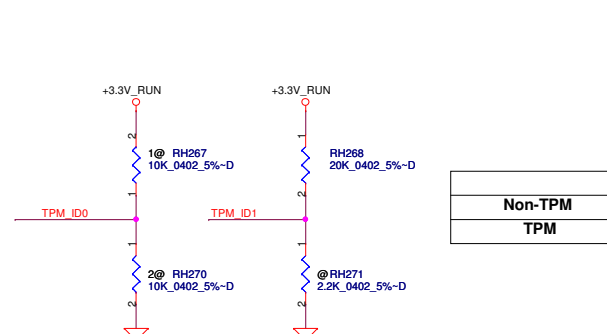 +3.3V_RUN
+3.3V_RUN
2
1@ RH267
10K_0402_5%~D
1
1
RH268
20K_0402_5%~D
2
TPM_ID0
TPM_ID1
Non-TPM
TPM
1
2@ RH270
10K_0402_5%~D
2
1
@RH271
2.2K_0402_5%~D
2